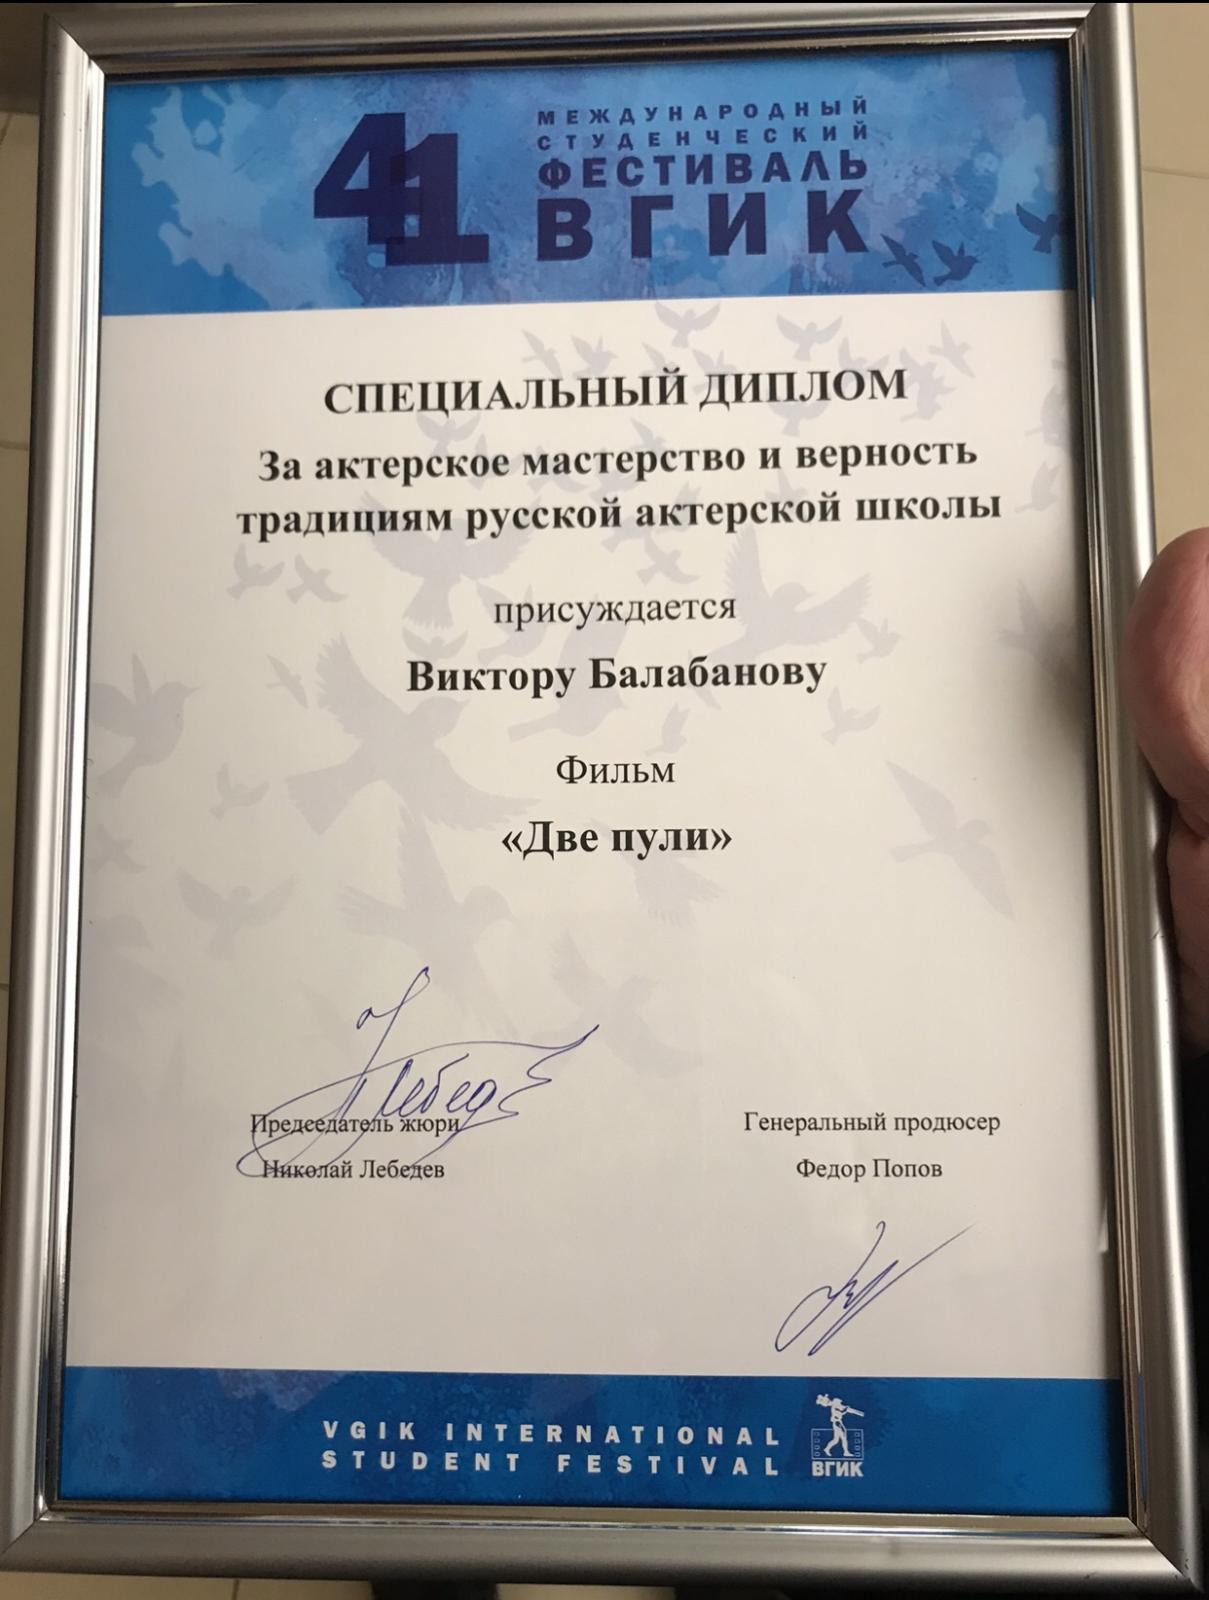 41
МЕЖДУНАРОДНЫЙ
СТУДЕНЧЕСКИЙ
ФЕСТИВАЛЬ
ВГИК
СПЕЦИАЛЬНЫЙ ДИПЛОМ
За актерское мастерство и верность
традициям русской актерской школы
присуждается
Виктору Балабанову
Фильм
«Две пули»
Председатель жюри
Николай Лебедев
Генеральный продюсер
Федор Попов
VGIK INTERNATIONAL
STUDENT FESTIVAL
ВГИК